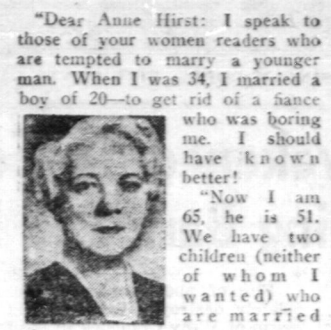 "Dear Anne Hirst: I speak to
those of your women readers who
are tempted to marry a younger
man. When I was 34, I married a
boy of 20—to get rid of a fiance
who was boring
me. I should
have known
better!
"Now I am
65, he is 51.
We have two
children (neither
of whom I
wanted) who
are married